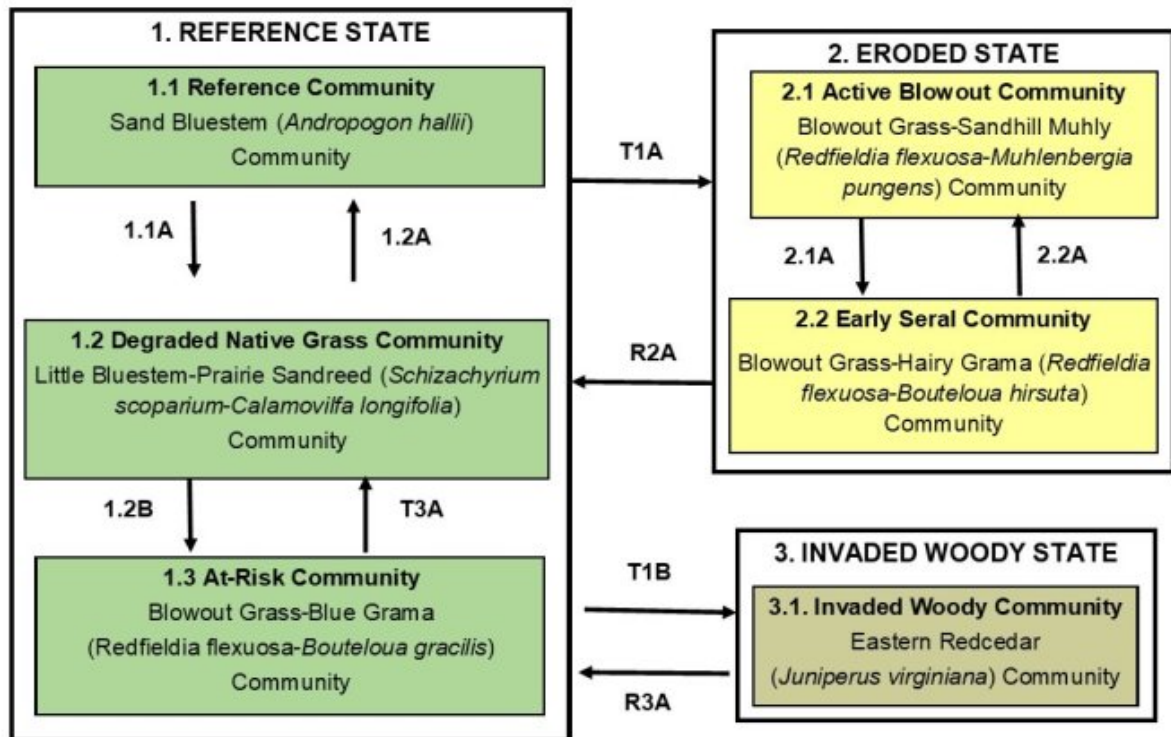 1. REFERENCE STATE
1.1 Reference Community
Sand Bluestem (Andropogon hallii)
Community
1.1A
1.2A
1.2 Degraded Native Grass Community
Little Bluestem-Prairie Sandreed (Schizachyrium
scoparium-Calamovilfa longifolia)
Community
1.2B
T3A
1.3 At-Risk Community
Blowout Grass-Blue Grama
(Redfieldia flexuosa-Bouteloua gracilis)
Community
T1A
R2A
2. ERODED STATE
2.1 Active Blowout Community
Blowout Grass-Sandhill Muhly
(Redfieldia flexuosa-Muhlenbergia
pungens) Community
2.1A
2.2A
2.2 Early Seral Community
Blowout Grass-Hairy Grama (Redfieldia
flexuosa-Bouteloua hirsuta)
Community
T1B
R3A
3. INVADED WOODY STATE
3.1. Invaded Woody Community
Eastern Redcedar
(Juniperus virginiana) Community